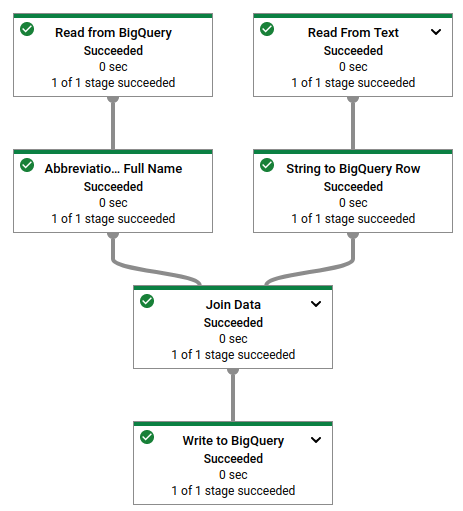 Read from BigQuery
Succeeded
0 sec
1 of 1 stage succeeded
Read From Text
Succeeded
0 sec
1 of 1 stage succeeded
Abbreviatio... Full Name
Succeeded
0 sec
1 of 1 stage succeeded
String to BigQuery Row
Succeeded
0 sec
1 of 1 stage succeeded
Join Data
Succeeded
0 sec
1 of 1 stage succeeded
Write to BigQuery
Succeeded
0 sec
1 of 1 stage succeeded